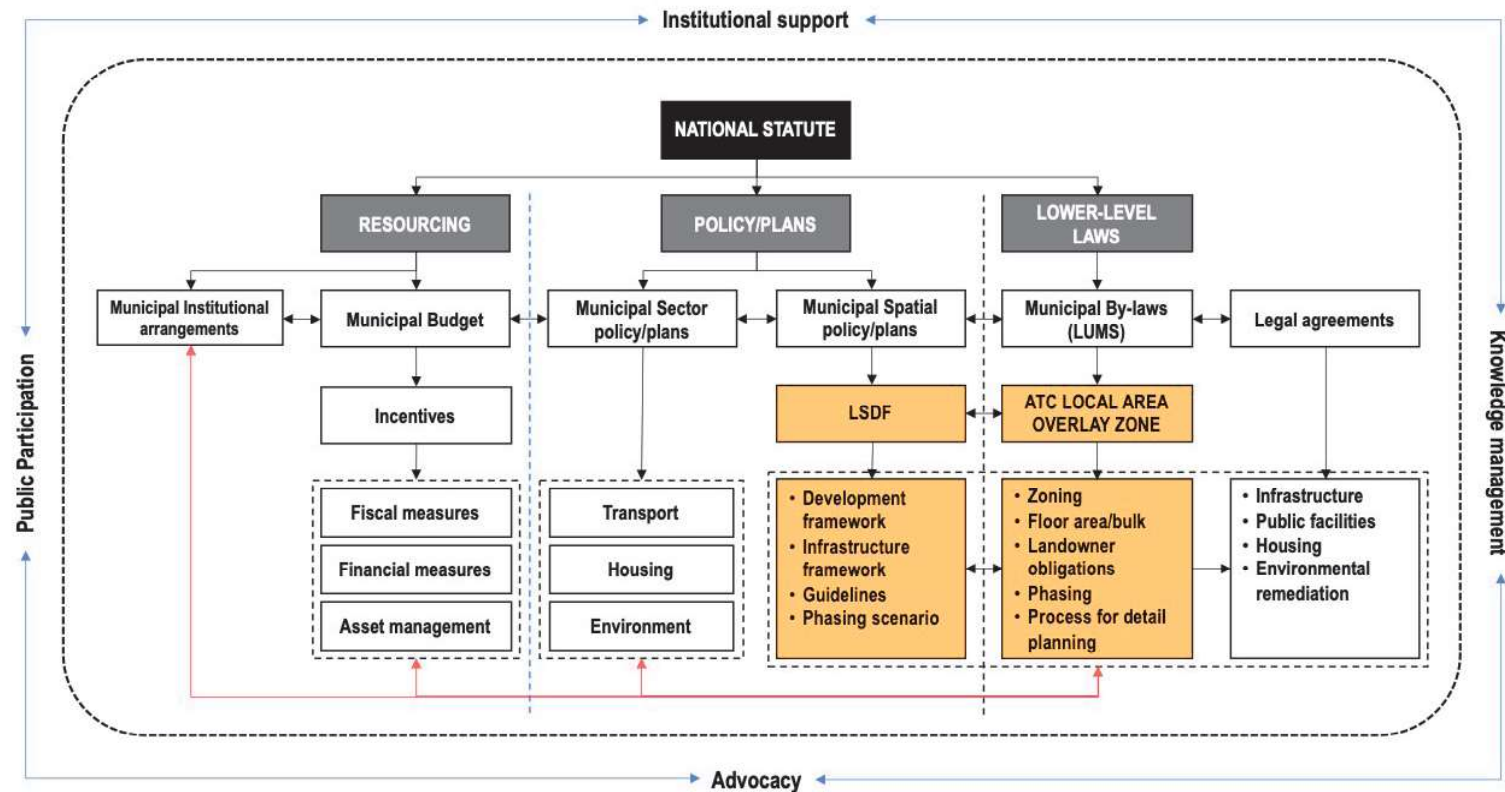 Institutional support
NATIONAL STATUTE
RESOURCING
POLICY/PLANS
LOWER-LEVEL
LAWS
Municipal Institutional
arrangements
Municipal Budget
Municipal Sector
policy/plans
Municipal Spatial
policy/plans
Municipal By-laws
(LUMS)
Legal agreements
Incentives
LSDF
ATC LOCAL AREA
OVERLAY ZONE
Fiscal measures
Financial measures
Asset management
Transport
Housing
Environment
• Development
framework
• Infrastructure
framework
• Guidelines
• Phasing scenario
• Zoning
• Floor area/bulk
• Landowner
obligations
• Phasing
• Process for detail
planning
• Infrastructure
• Public facilities
• Housing
• Environmental
remediation
Public Participation
Knowledge management
Advocacy